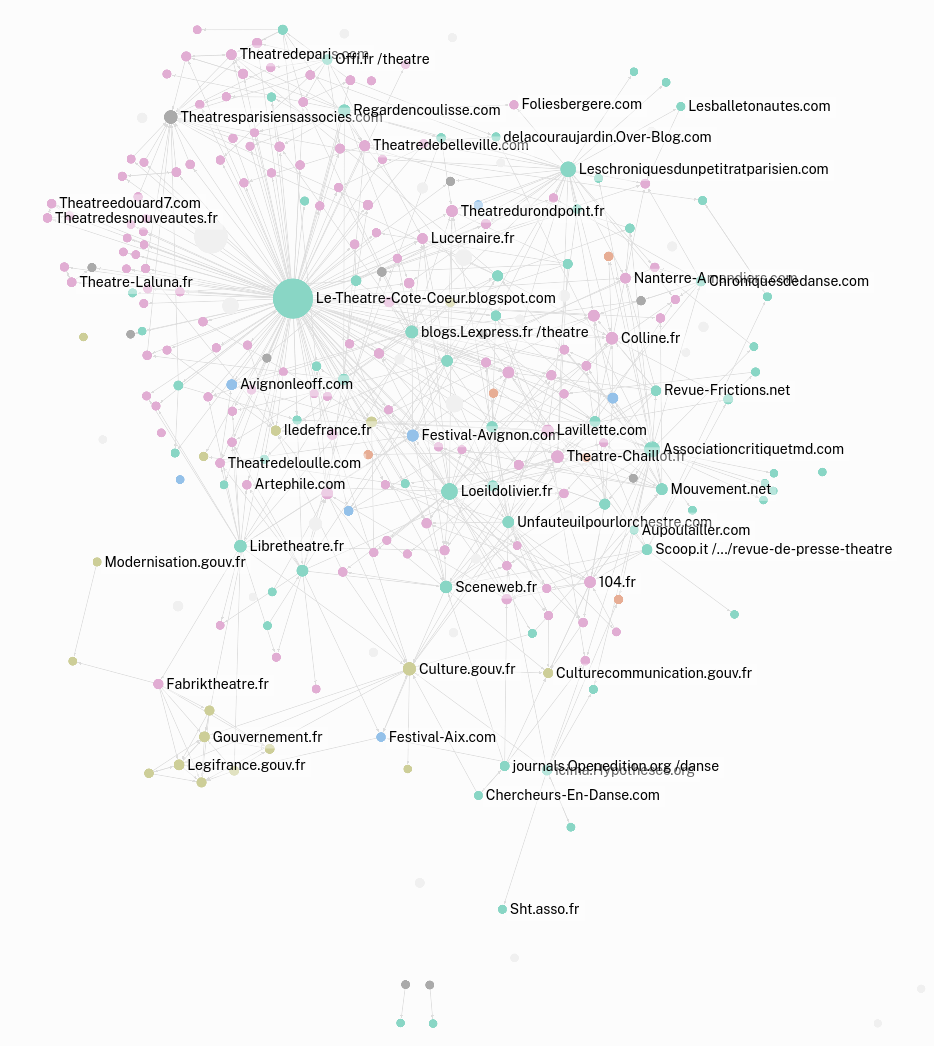 Theatredeparis.com
Offi.fr /theatre
Foliesbergere.com
Lesballetonautes.com
Regardencoulisse.com
Theatresparisiensassocies.com
delacouraujardin.Over-Blog.com
Theatredebelleville.com
Leschroniquesdunpetitratparisien.com
Theatreedouard7.com
Theatredurondpoint.fr
Theatredesnouveautes.fr
Lucernaire.fr
Nanterre-Amandiers.com
Chroniquesdedanse.com
Theatre-Laluna.fr
Le-Theatre-Cote-Coeur.blogspot.com
blogs.Lexpress.fr /theatre
Colline.fr
Avignonleoff.com
Revue-Frictions.net
Iledefrance.fr
Festival-Avignon.com
Lavillette.com
Associationcritiquetmd.com
Theatre-Chaillot.fr
Theatredeloulle.com
Artephile.com
Loeildolivier.fr
Mouvement.net
Unfauteuilpourlorchestre.com
Aupoulailler.com
Libretheatre.fr
Scoop.it /.../revue-de-presse-theatre
Modernisation.gouv.fr
Sceneweb.fr
104.fr
Culture.gouv.fr
Culturecommunication.gouv.fr
Fabriktheatre.fr
Gouvernement.fr
Festival-Aix.com
Legifrance.gouv.fr
journals.Openedition.org /danse
Chercheurs-En-Danse.com
Sht.asso.fr